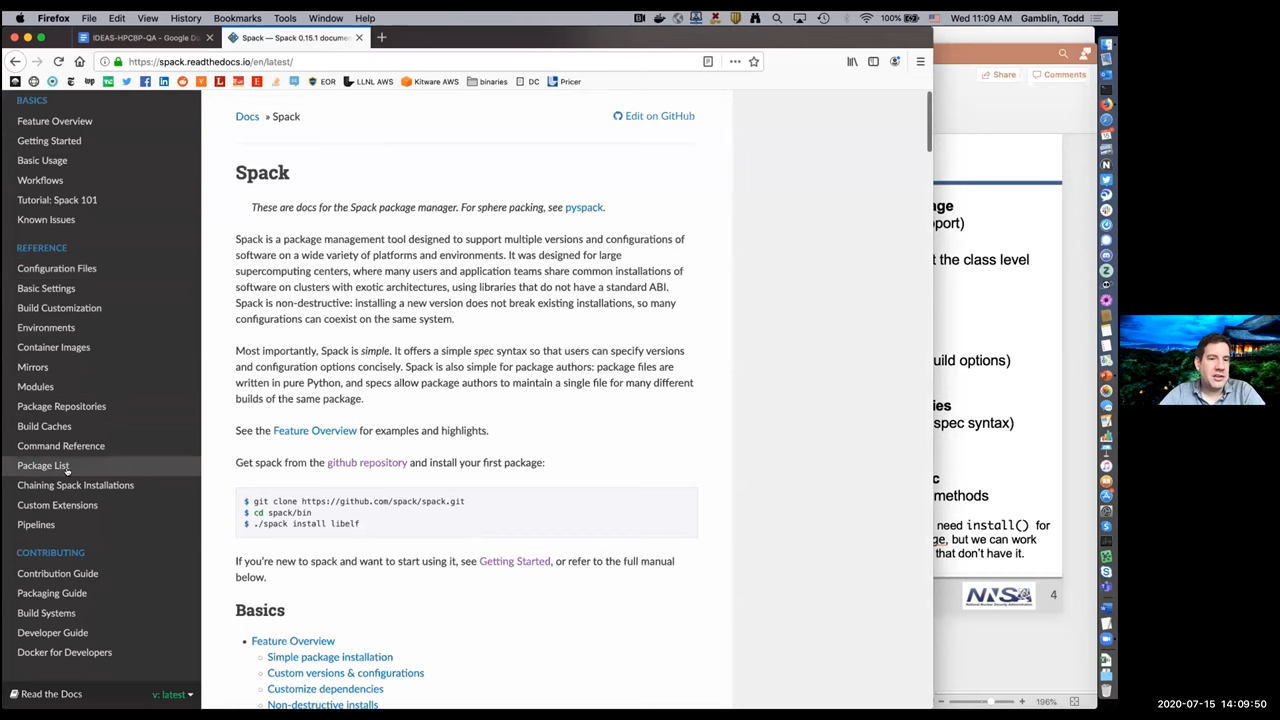 Firefox File Edit View History Bookmarks Tools Window Help
100% Wed 11:09 AM Gamblin, Todd
IDEAS-HPCBP-QA - Google Do
Spack — Spack 0.15.1 docume
https://spack.readthedocs.io/en/latest/
EOR LLNL AWS Kitware AWS binaries DC Pricer
Share Comments
BASICS
Feature Overview
Getting Started
Basic Usage
Workflows
Tutorial: Spack 101
Known Issues
REFERENCE
Configuration Files
Basic Settings
Build Customization
Environments
Container Images
Mirrors
Modules
Package Repositories
Build Caches
Command Reference
Package List
Chaining Spack Installations
Custom Extensions
Pipelines
CONTRIBUTING
Contribution Guide
Packaging Guide
Build Systems
Developer Guide
Docker for Developers
Read the Docs v: latest
Docs » Spack
Edit on GitHub
Spack
These are docs for the Spack package manager. For sphere packing, see pyspack.
Spack is a package management tool designed to support multiple versions and configurations of
software on a wide variety of platforms and environments. It was designed for large
supercomputing centers, where many users and application teams share common installations of
software on clusters with exotic architectures, using libraries that do not have a standard ABI.
Spack is non-destructive: installing a new version does not break existing installations, so many
configurations can coexist on the same system.
Most importantly, Spack is simple. It offers a simple spec syntax so that users can specify versions
and configuration options concisely. Spack is also simple for package authors: package files are
written in pure Python, and specs allow package authors to maintain a single file for many different
builds of the same package.
See the Feature Overview for examples and highlights.
Get spack from the github repository and install your first package:
$ git clone https://github.com/spack/spack.git
$ cd spack/bin
$ ./spack install libelf
If you're new to spack and want to start using it, see Getting Started, or refer to the full manual
below.
Basics
Feature Overview
Simple package installation
Custom versions & configurations
Customize dependencies
Non-destructive installs
age
port)
t the class level
uild options)
ies
spec syntax)
c
methods
need install() for
ge, but we can work
that don't have it.
NNSA
National Nuclear Security Administration
4
196%
2020-07-15 14:09:50